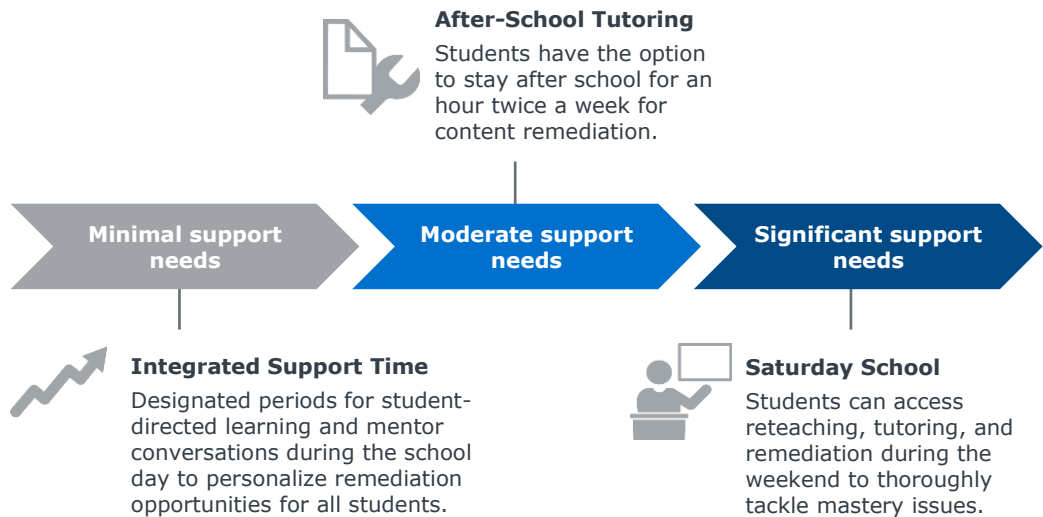 After-School Tutoring
Students have the option
to stay after school for an
hour twice a week for
content remediation.
Minimal support
needs
Moderate support
needs
Significant support
needs
Integrated Support Time
Designated periods for student-
directed learning and mentor
conversations during the school
day to personalize remediation
opportunities for all students.
Saturday School
Students can access
reteaching, tutoring, and
remediation during the
weekend to thoroughly
tackle mastery issues.